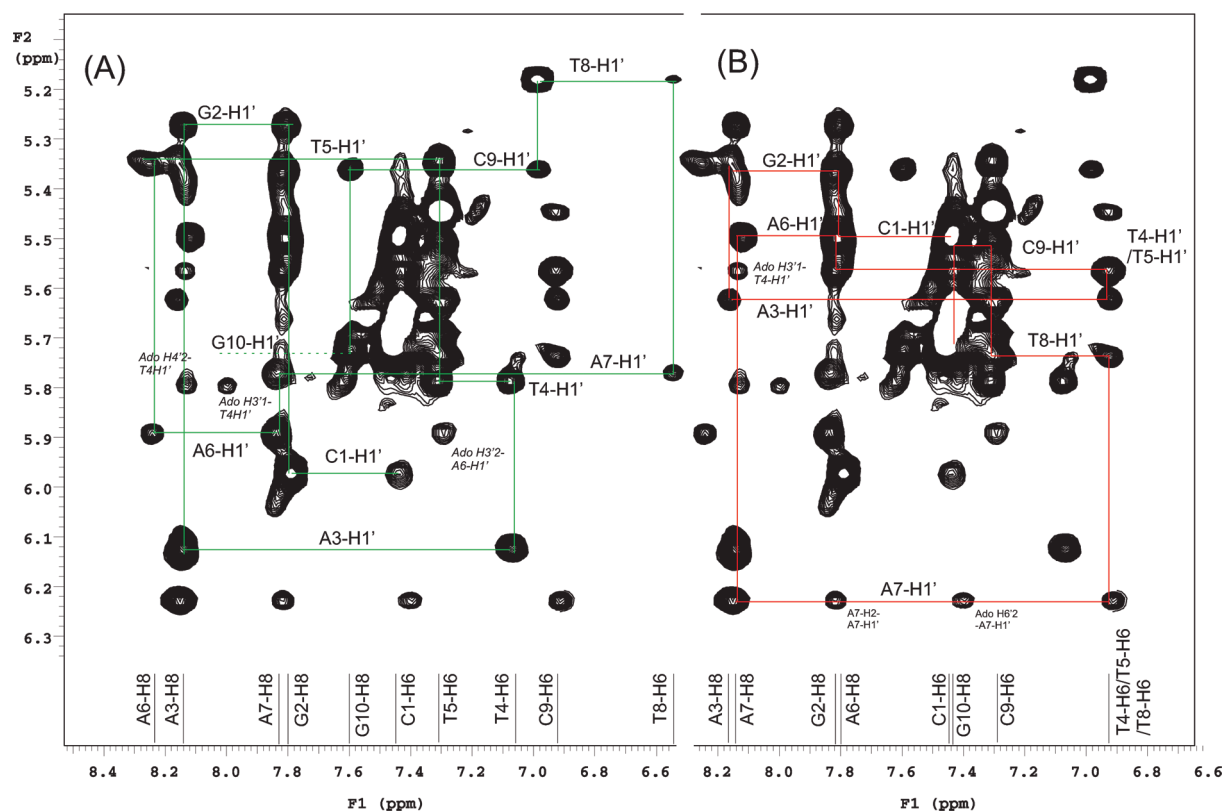 F2
(ppm)
(A)
(B)
5.2
5.3
5.4
5.5
5.6
5.7
5.8
5.9
6.0
6.1
6.2
6.3
T8-H1'
G2-H1'
T5-H1'
C9-H1'
G10-H1'
Ado H4'2-
T4H1'
Ado H3'1-
T4H1'
A7-H1'
T4-H1'
A6-H1'
C1-H1'
Ado H3'2-
A6-H1'
A3-H1'
G2-H1'
A6-H1'
C1-H1'
T4-H1'
/T5-H1'
C9-H1'
Ado H3'1-
T4-H1'
A3-H1'
T8-H1'
A7-H1'
A7-H2-
A7-H1'
Ado H6'2
-A7-H1'
A6-H8
A3-H8
A7-H8
G2-H8
G10-H8
C1-H6
T5-H6
T4-H6
C9-H6
T8-H6
A3-H8
A7-H8
G2-H8
A6-H8
C1-H6
G10-H8
C9-H6
T4-H6/T5-H6
/T8-H6
8.4 8.2 8.0 7.8 7.6 7.4 7.2 7.0 6.8 6.6
8.2 8.0 7.8 7.6 7.4 7.2 7.0 6.8 6.6
F1 (ppm)
F1 (ppm)